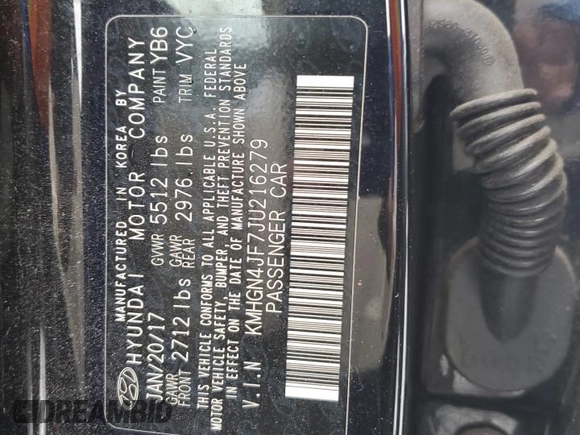 MANUFACTURED IN KOREA BY
HYUNDAI MOTOR COMPANY
JAN/20/17 GVWR 5512 lbs PAINT YB6
GAWR FRONT 2712 lbs GAWR REAR 2976 lbs TRIM VYC
THIS VEHICLE CONFORMS TO ALL APPLICABLE U.S.A. FEDERAL
MOTOR VEHICLE SAFETY, BUMPER, AND THEFT PREVENTION STANDARDS
IN EFFECT ON THE DATE OF MANUFACTURE SHOWN ABOVE
V.I.N KMHGN4JF7JU216279
PASSENGER CAR
DREAMBID